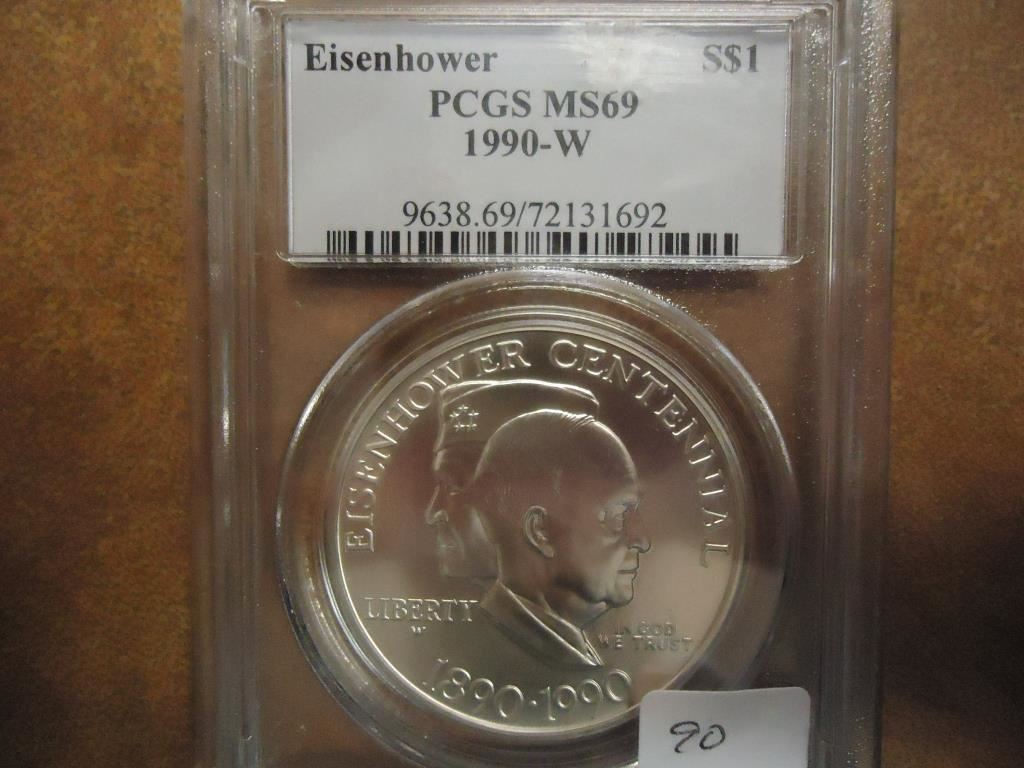 Eisenhower S$1
PCGS MS69
1990-W
9638.69/72131692
EISENHOWER CENTENNIAL
LIBERTY
W
IN GOD
WE TRUST
1890·1990
90